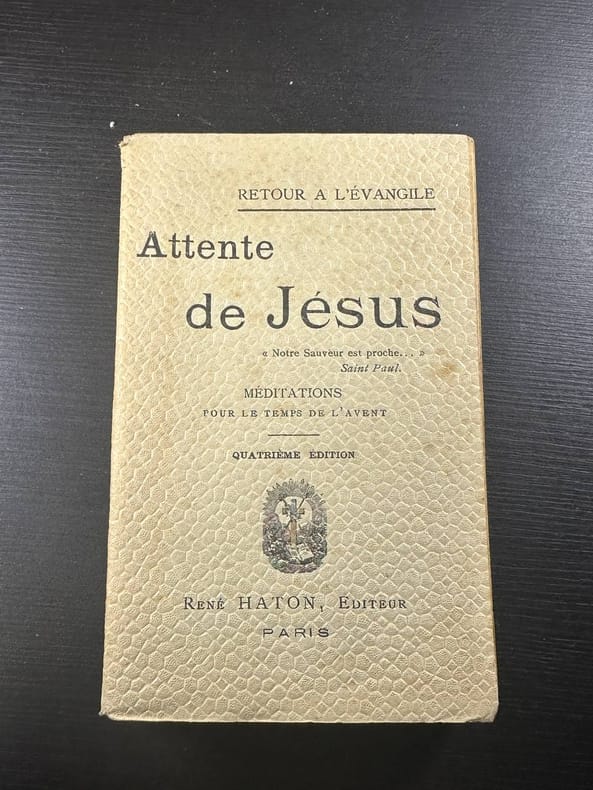 RETOUR A L'ÉVANGILE
Attente
de Jésus
« Notre Sauveur est proche... »
Saint Paul.
MÉDITATIONS
POUR LE TEMPS DE L'AVENT
QUATRIÈME ÉDITION
RENÉ HATON, EDITEUR
PARIS